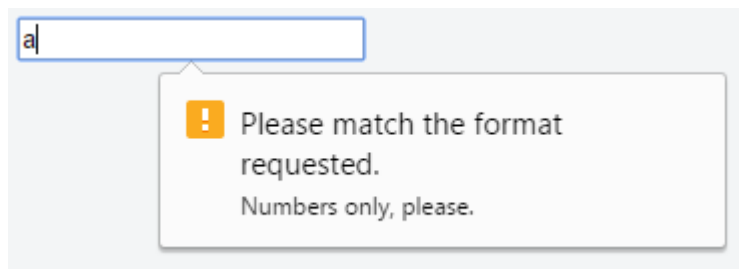 a
Please match the format
requested.
Numbers only, please.